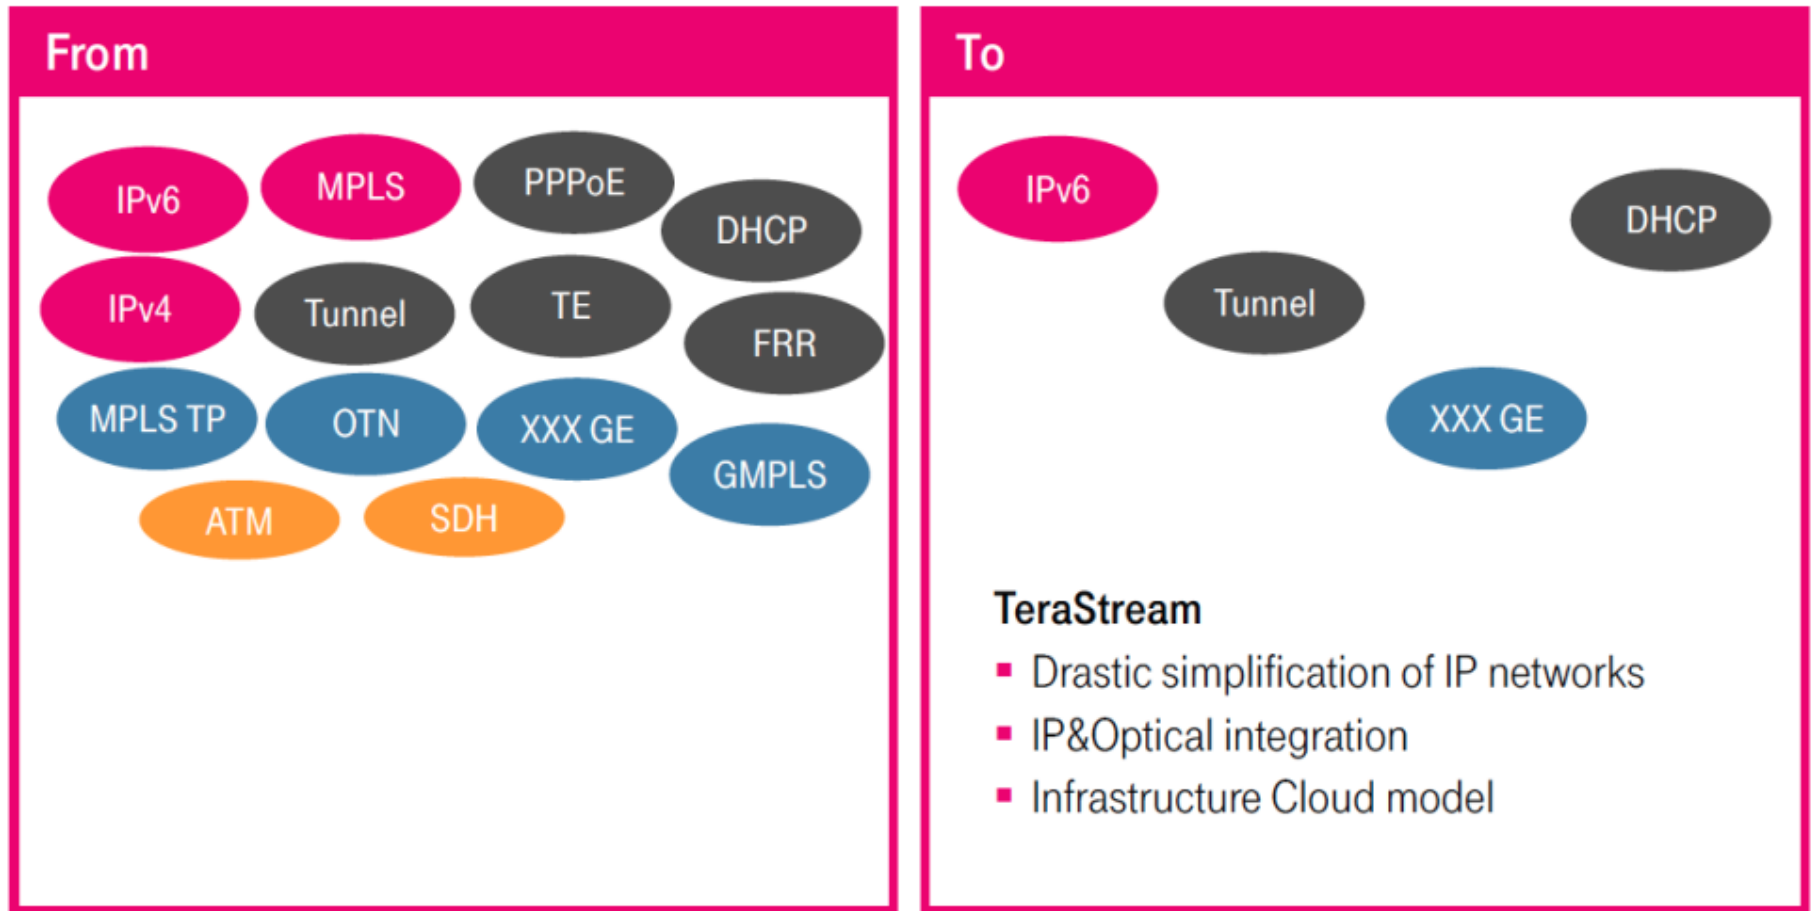 From
IPv6
MPLS
PPPoE
DHCP
IPv4
Tunnel
TE
FRR
MPLS TP
OTN
XXX GE
GMPLS
ATM
SDH
To
IPv6
DHCP
Tunnel
XXX GE
TeraStream
▪ Drastic simplification of IP networks
▪ IP&Optical integration
▪ Infrastructure Cloud model